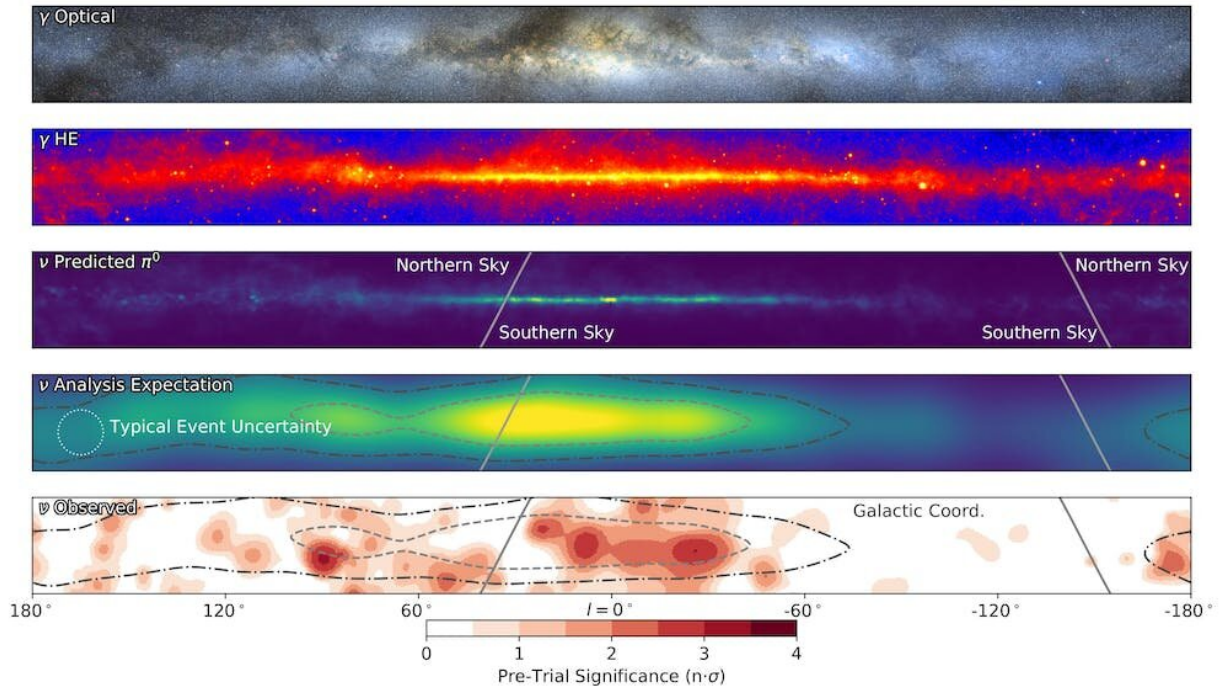 γ Optical
γ HE
ν Predicted π⁰
Northern Sky
Northern Sky
Southern Sky
Southern Sky
ν Analysis Expectation
Typical Event Uncertainty
ν Observed
Galactic Coord.
180° 120° 60° l = 0° -60° -120° -180°
0 1 2 3 4
Pre-Trial Significance (n·σ)